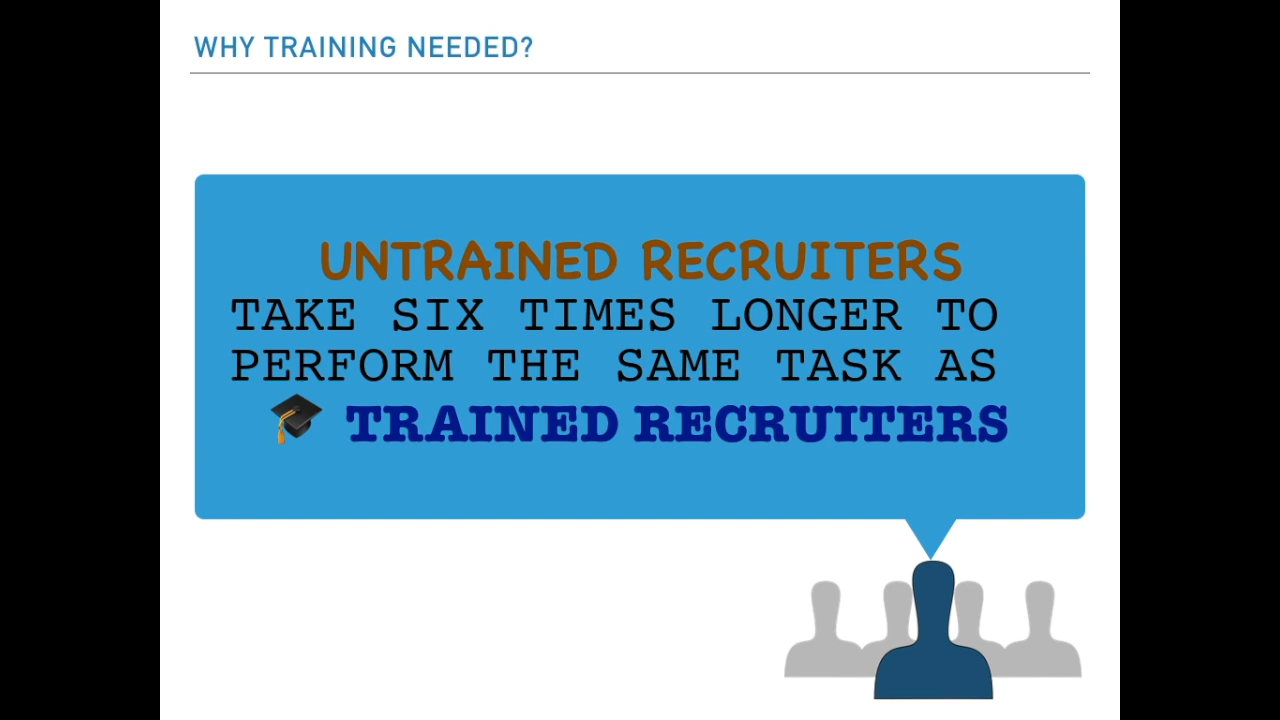 WHY TRAINING NEEDED?
UNTRAINED RECRUITERS
TAKE SIX TIMES LONGER TO
PERFORM THE SAME TASK AS
🎓 TRAINED RECRUITERS